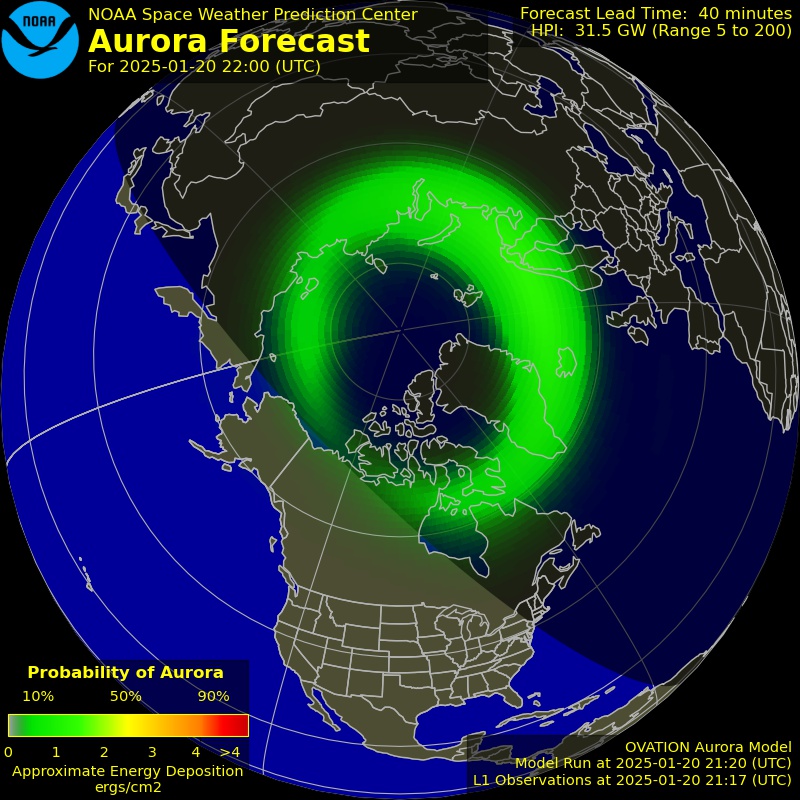 NOAA
NOAA Space Weather Prediction Center
Aurora Forecast
For 2025-01-20 22:00 (UTC)
Forecast Lead Time: 40 minutes
HPI: 31.5 GW (Range 5 to 200)
Probability of Aurora
10% 50% 90%
0 1 2 3 4 >4
Approximate Energy Deposition
ergs/cm2
OVATION Aurora Model
Model Run at 2025-01-20 21:20 (UTC)
L1 Observations at 2025-01-20 21:17 (UTC)